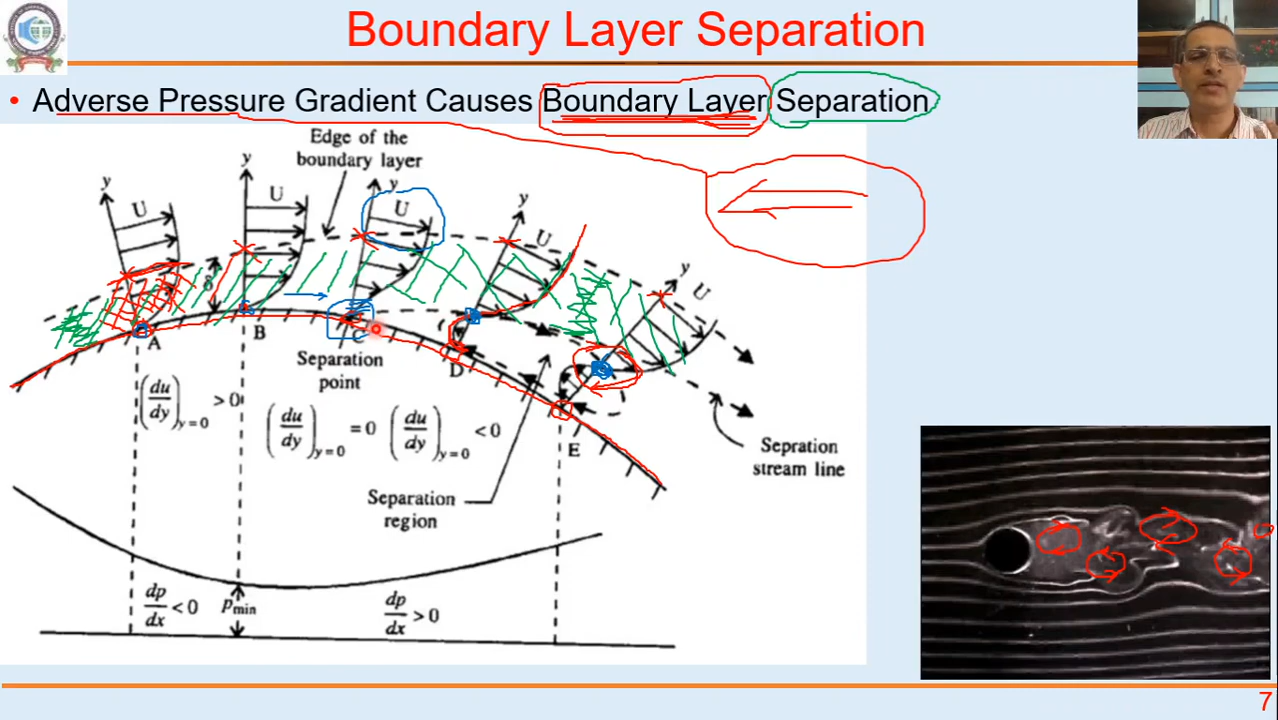 Boundary Layer Separation
• Adverse Pressure Gradient Causes Boundary Layer Separation
Edge of the
boundary layer
y
U
y
U
y
U
y
U
y
U
δ
A
B
C
D
E
Separation
point
Separation
region
Sepration
stream line
(du/dy)y=0 > 0
(du/dy)y=0 = 0
(du/dy)y=0 < 0
dp/dx < 0
Pmin
dp/dx > 0
7